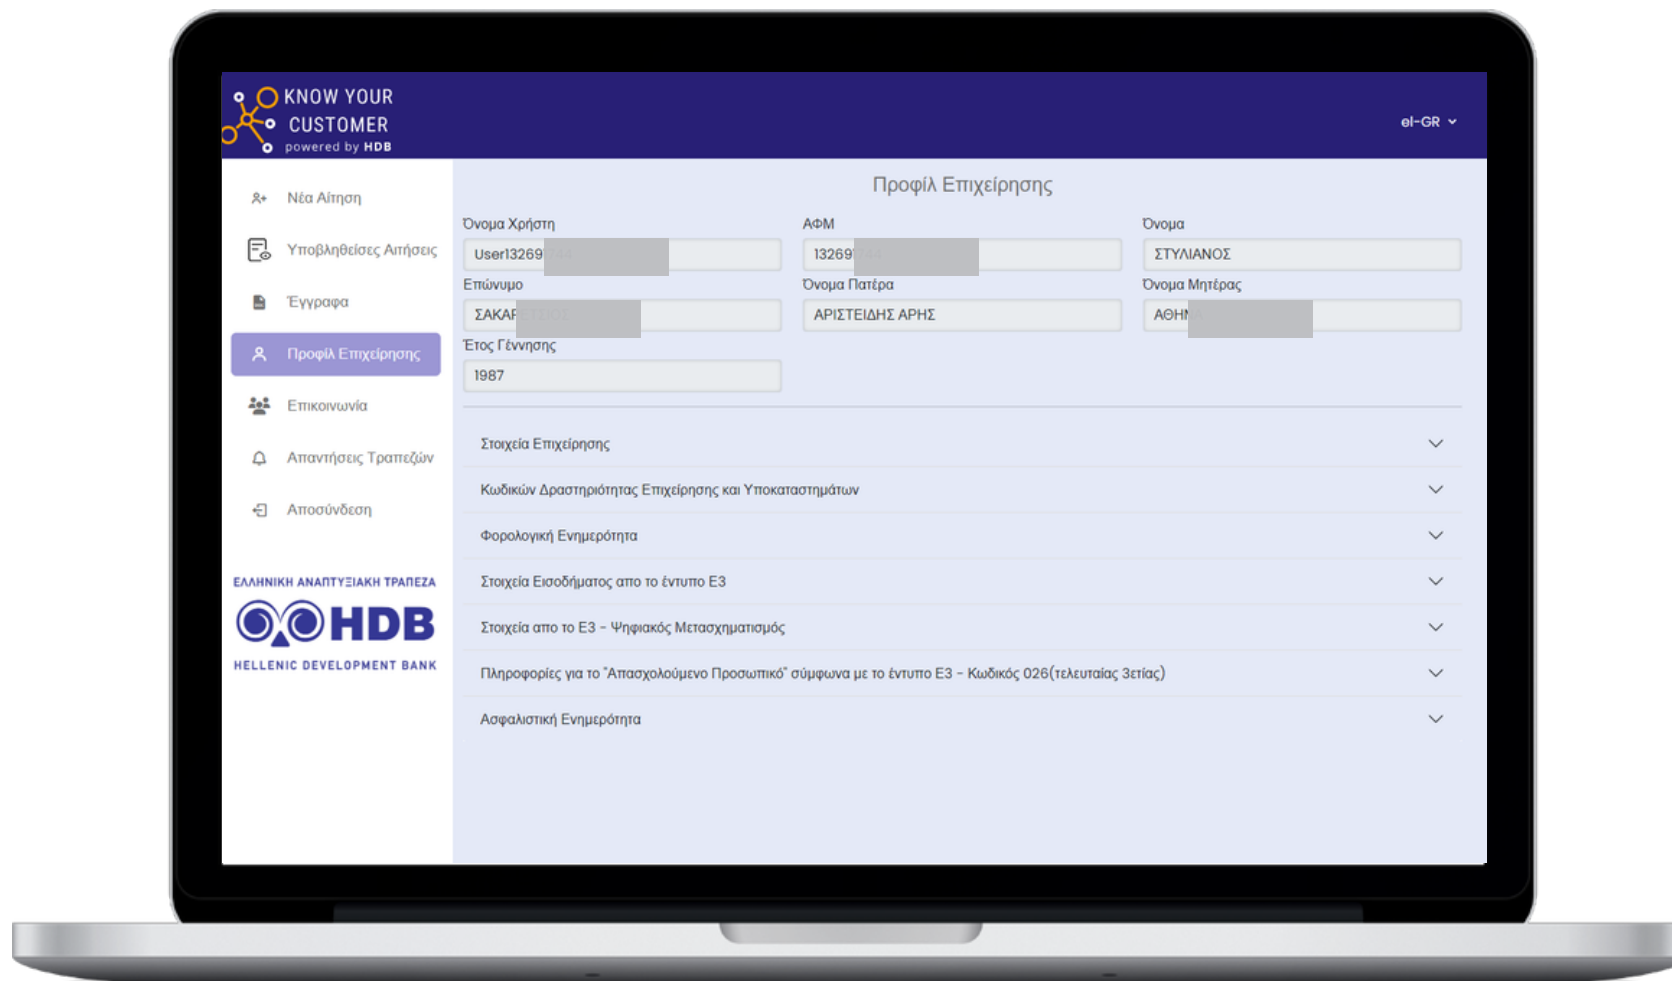 KNOW YOUR
CUSTOMER
powered by HDB
el-GR
Νέα Αίτηση
Υποβληθείσες Αιτήσεις
Έγγραφα
Προφίλ Επιχείρησης
Επικοινωνία
Απαντήσεις Τραπεζών
Αποσύνδεση
ΕΛΛΗΝΙΚΗ ΑΝΑΠΤΥΞΙΑΚΗ ΤΡΑΠΕΖΑ
HDB
HELLENIC DEVELOPMENT BANK
Προφίλ Επιχείρησης
Όνομα Χρήστη ΑΦΜ Όνομα
User13269 13269 ΣΤΥΛΙΑΝΟΣ
Επώνυμο Όνομα Πατέρα Όνομα Μητέρας
ΣΑΚΑΡ ΑΡΙΣΤΕΙΔΗΣ ΑΡΗΣ ΑΘΗΝ
Έτος Γέννησης
1987
Στοιχεία Επιχείρησης
Κωδικών Δραστηριότητας Επιχείρησης και Υποκαταστημάτων
Φορολογική Ενημερότητα
Στοιχεία Εισοδήματος απο το έντυπο Ε3
Στοιχεία απο το Ε3 - Ψηφιακός Μετασχηματισμός
Πληροφορίες για το "Απασχολούμενο Προσωπικό" σύμφωνα με το έντυπο Ε3 - Κωδικός 026(τελευταίας 3ετίας)
Ασφαλιστική Ενημερότητα